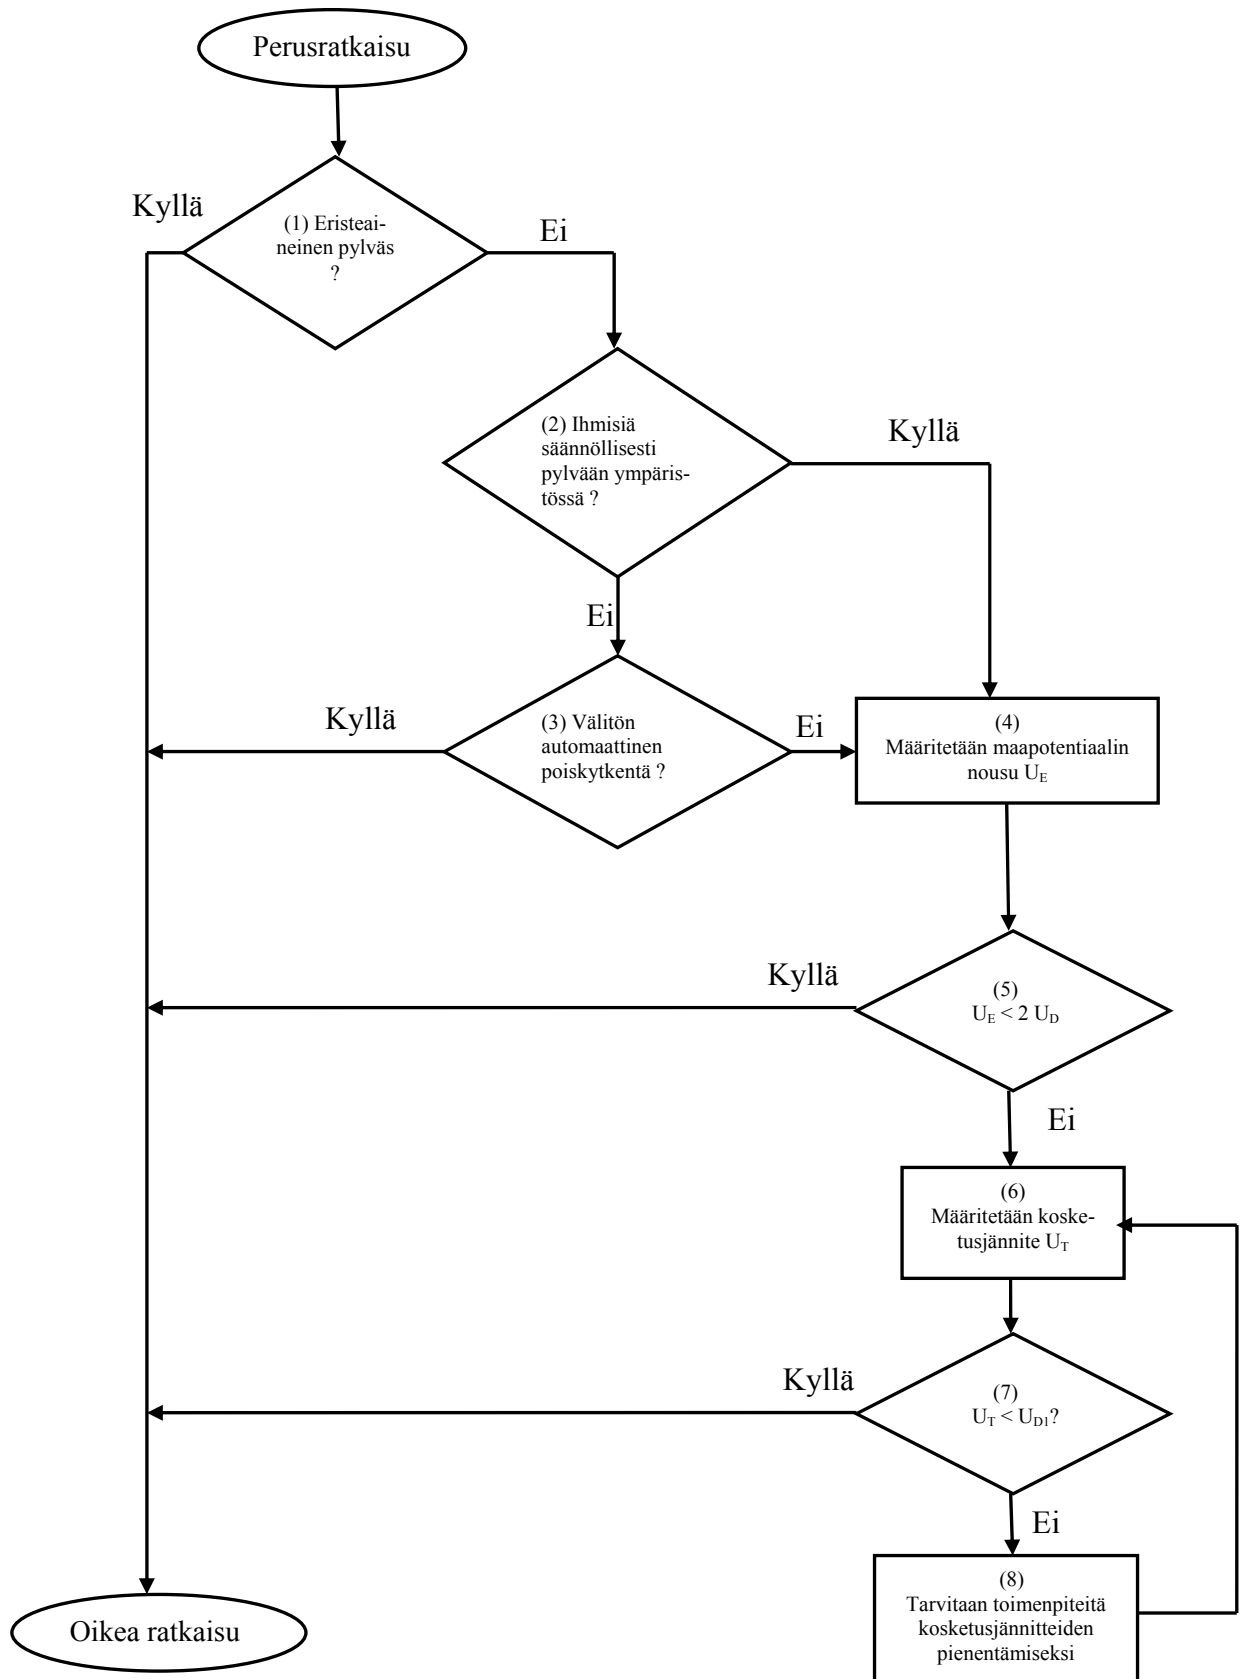 Perusratkaisu
Kyllä
(1) Eristeai-
neinen pylväs
?
Ei
(2) Ihmisiä
säännöllisesti
pylvään ympäris-
tössä ?
Kyllä
Ei
Kyllä
(3) Välitön
automaattinen
poiskytkentä ?
Ei
(4)
Määritetään maapotentiaalin
nousu U_E
Kyllä
(5)
U_E < 2 U_D
Ei
(6)
Määritetään koske-
tusjännite U_T
Kyllä
(7)
U_T < U_D1?
Ei
(8)
Tarvitaan toimenpiteitä
kosketusjännitteiden
pienentämiseksi
Oikea ratkaisu